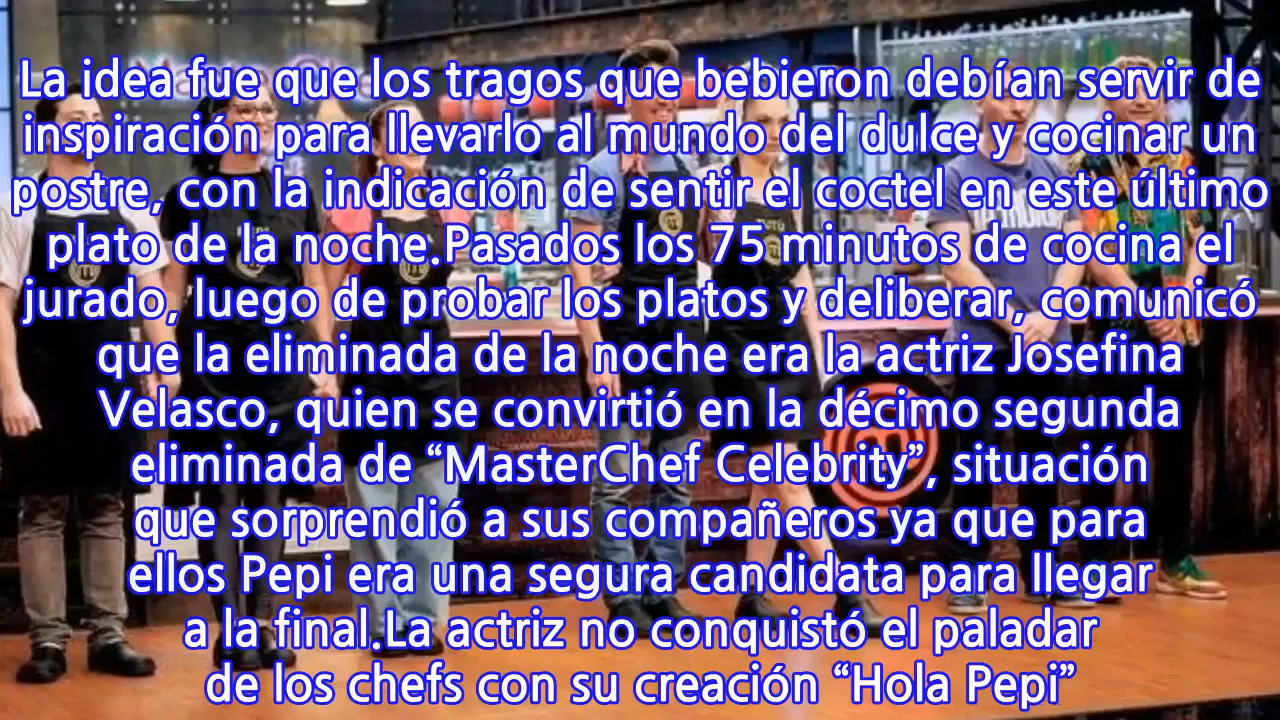 La idea fue que los tragos que bebieron debían servir de
inspiración para llevarlo al mundo del dulce y cocinar un
postre, con la indicación de sentir el coctel en este último
plato de la noche.Pasados los 75 minutos de cocina el
jurado, luego de probar los platos y deliberar, comunicó
que la eliminada de la noche era la actriz Josefina
Velasco, quien se convirtió en la décimo segunda
eliminada de “MasterChef Celebrity”, situación
que sorprendió a sus compañeros ya que para
ellos Pepi era una segura candidata para llegar
a la final.La actriz no conquistó el paladar
de los chefs con su creación “Hola Pepi”